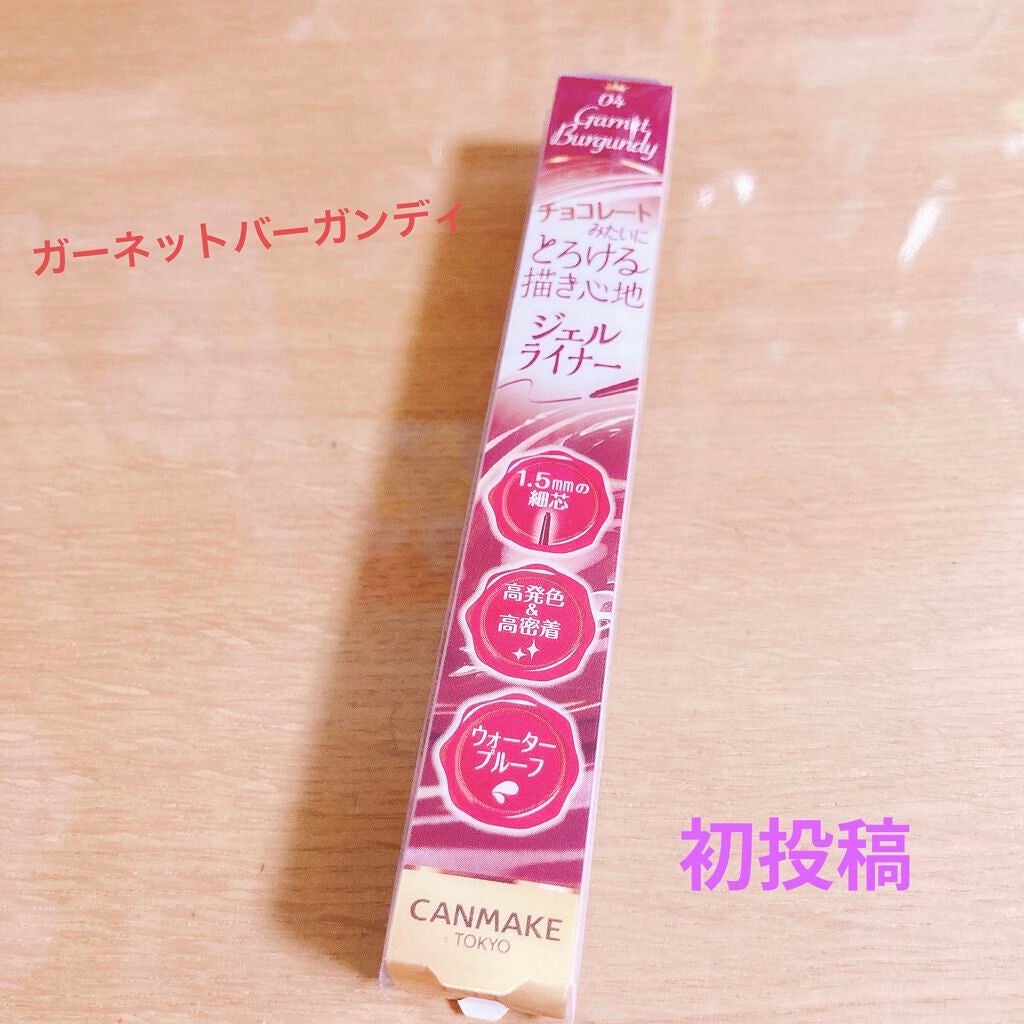 04
Garnet
Burgundy
チョコレート
みたいに
とろける
描き心地
ジェル
ライナー
ガーネットバーガンディ
1.5mmの
細芯
高発色
&
高密着
ウォーター
プルーフ
初投稿
CANMAKE
TOKYO